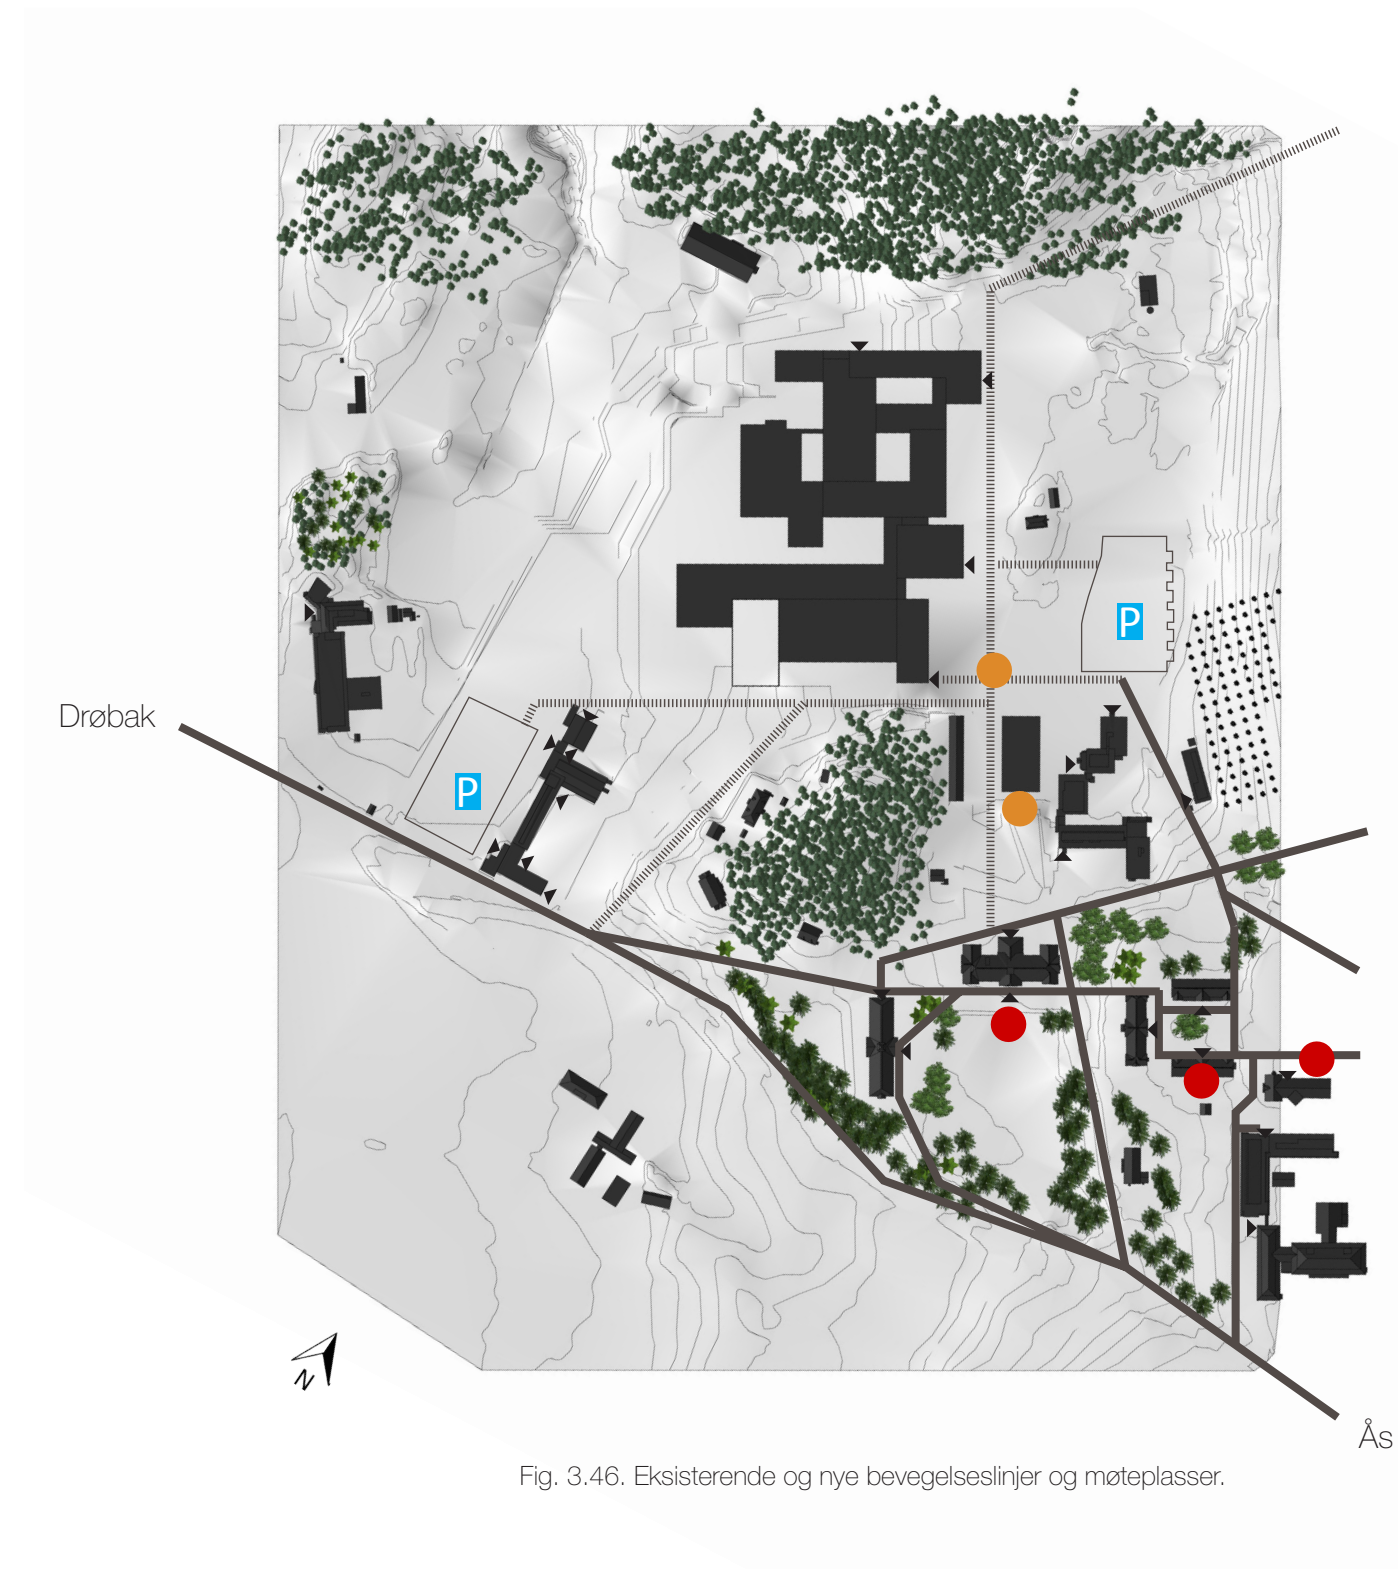 P
Drøbak
P
N
Ås
Fig. 3.46. Eksisterende og nye bevegelseslinjer og møteplasser.